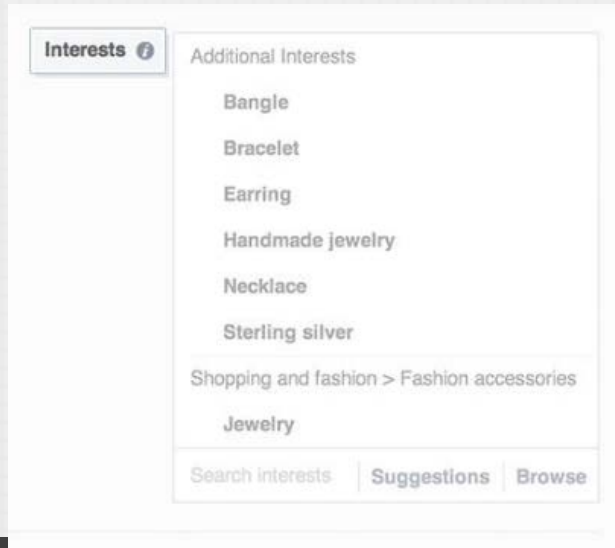 Interests
Additional Interests
Bangle
Bracelet
Earring
Handmade jewelry
Necklace
Sterling silver
Shopping and fashion > Fashion accessories
Jewelry
Search interests Suggestions Browse